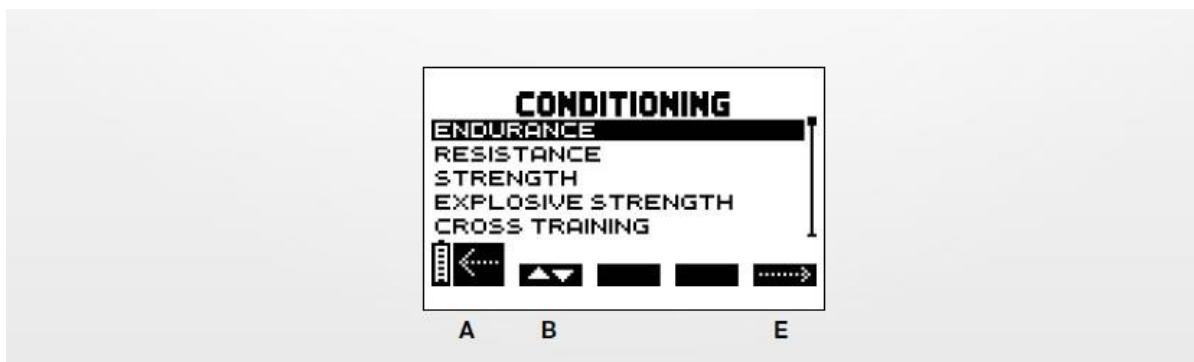 CONDITIONING
ENDURANCE
RESISTANCE
STRENGTH
EXPLOSIVE STRENGTH
CROSS TRAINING
A B E